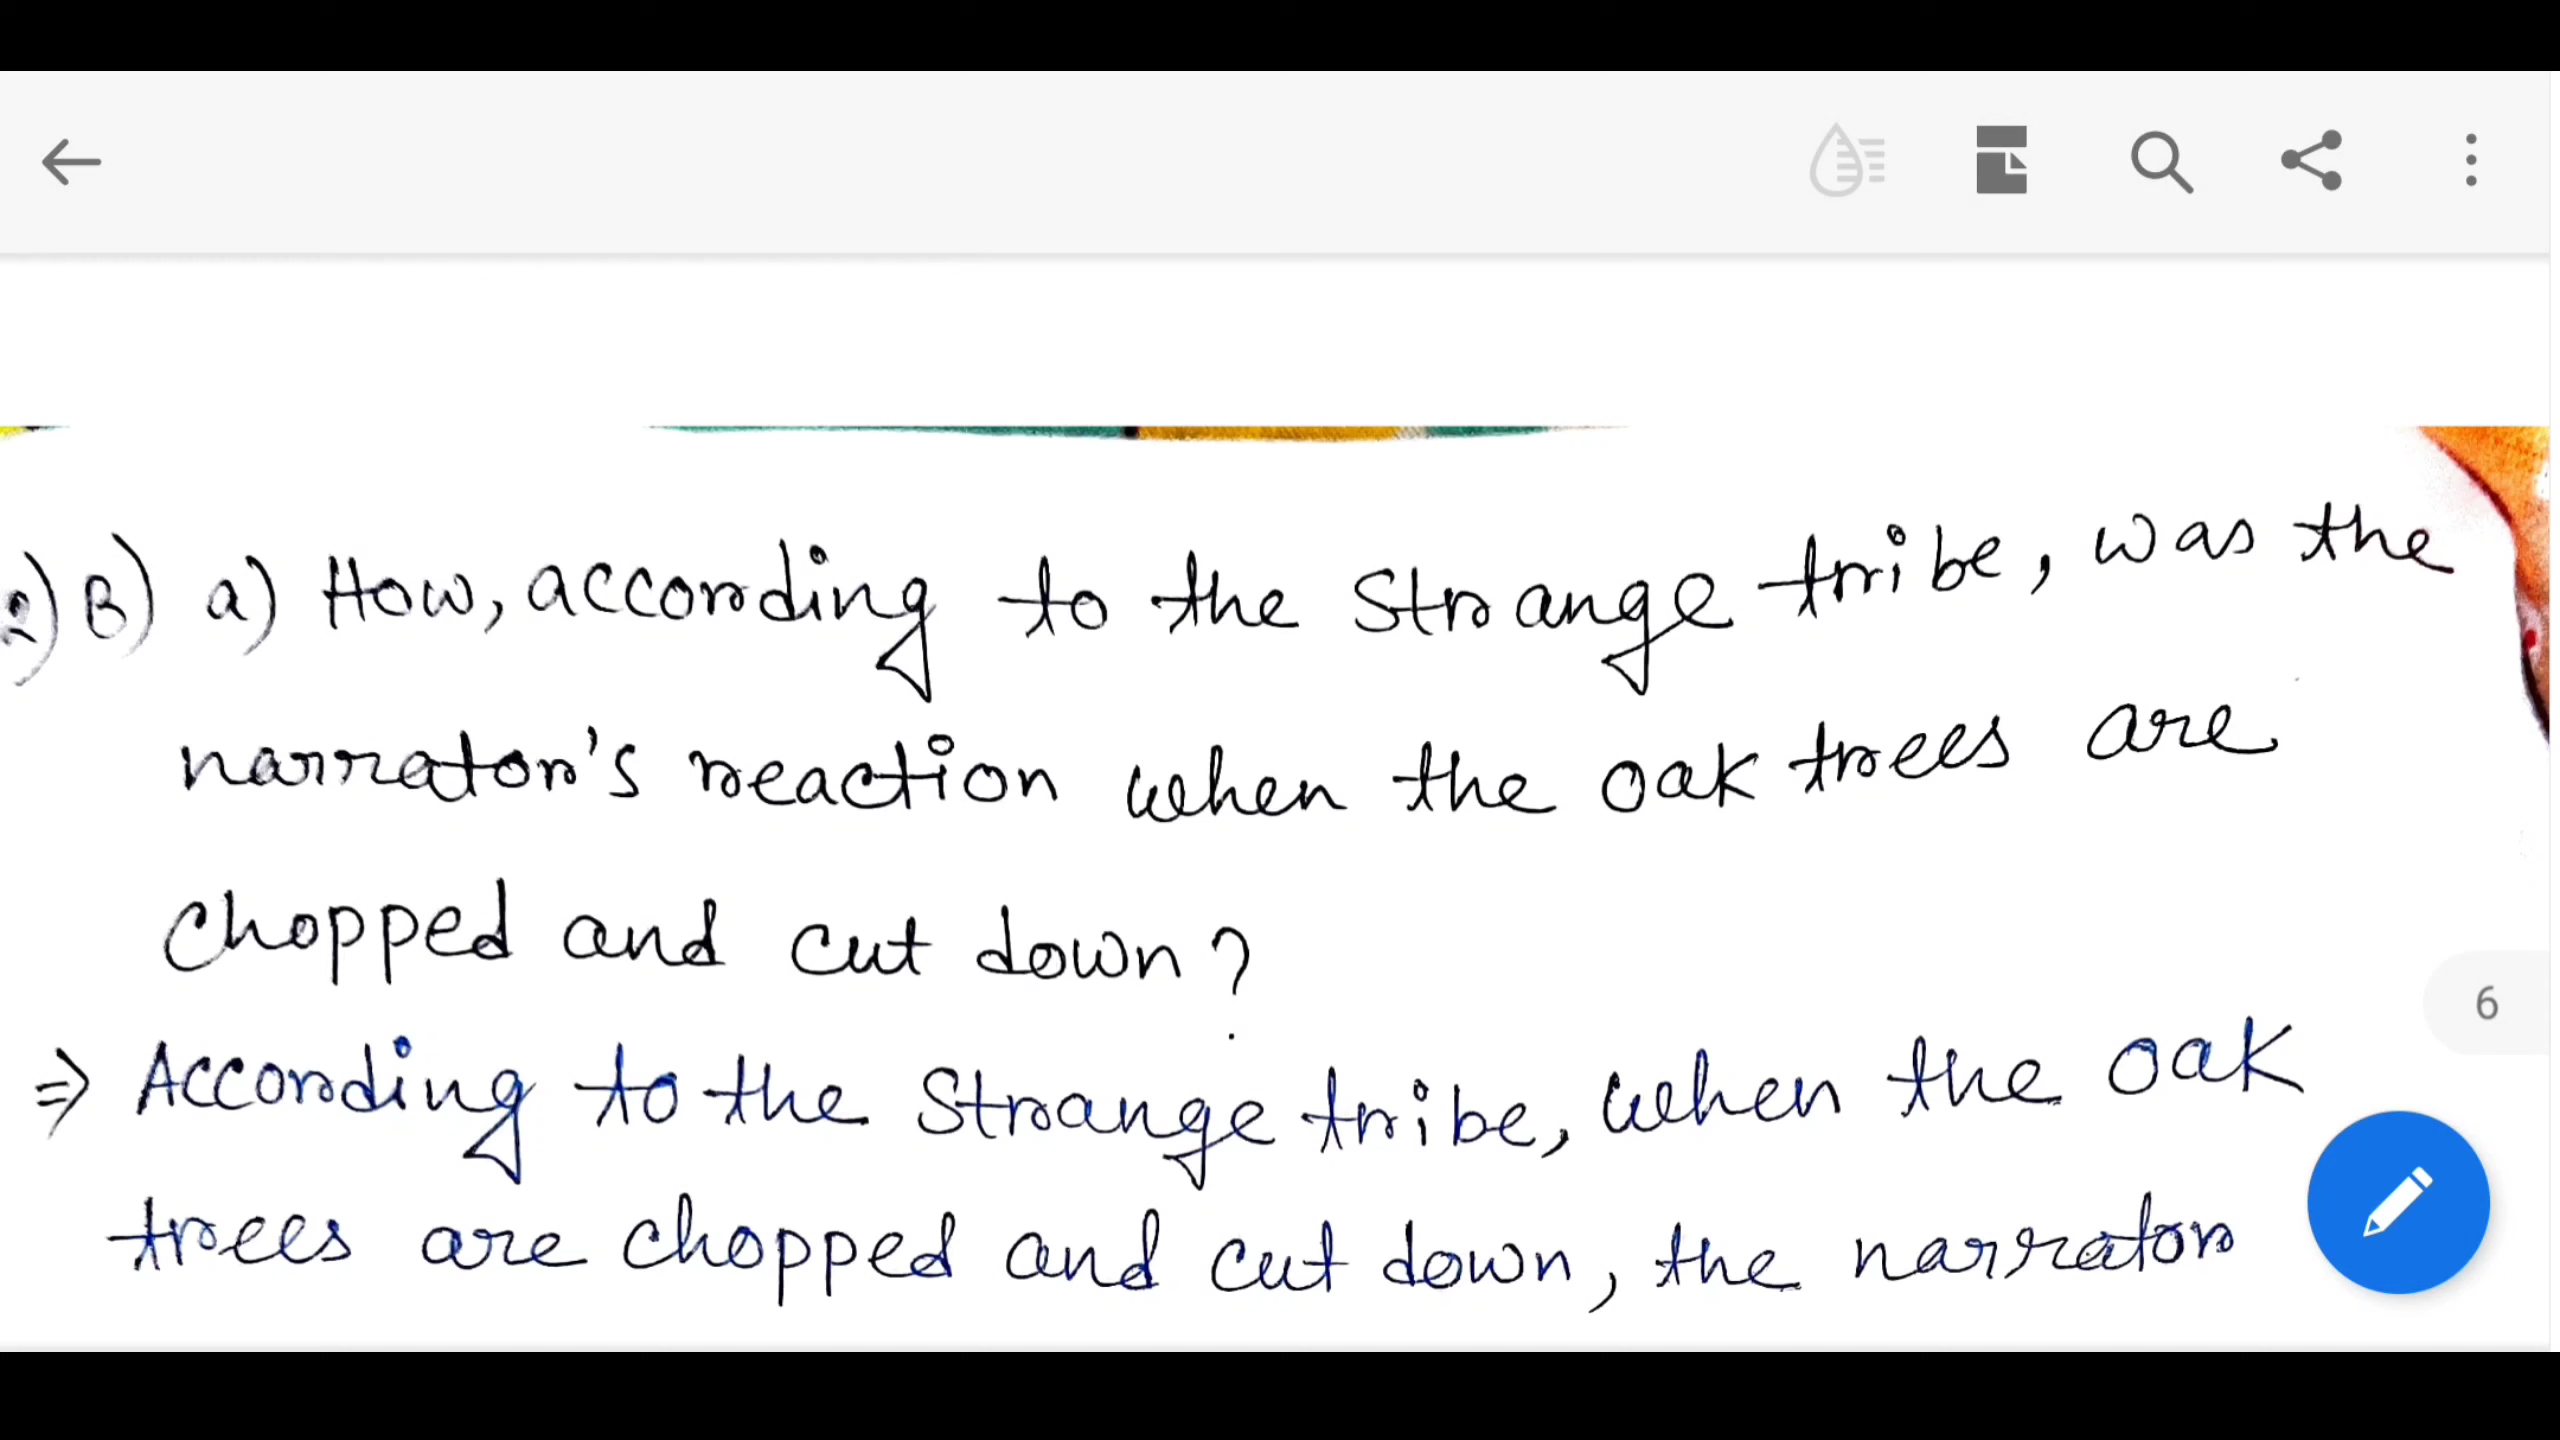 2) B) a) How, according to the strange tribe, was the
narrator's reaction when the oak trees are
chopped and cut down?
6
⇒ According to the strange tribe, when the oak
trees are chopped and cut down, the narrator